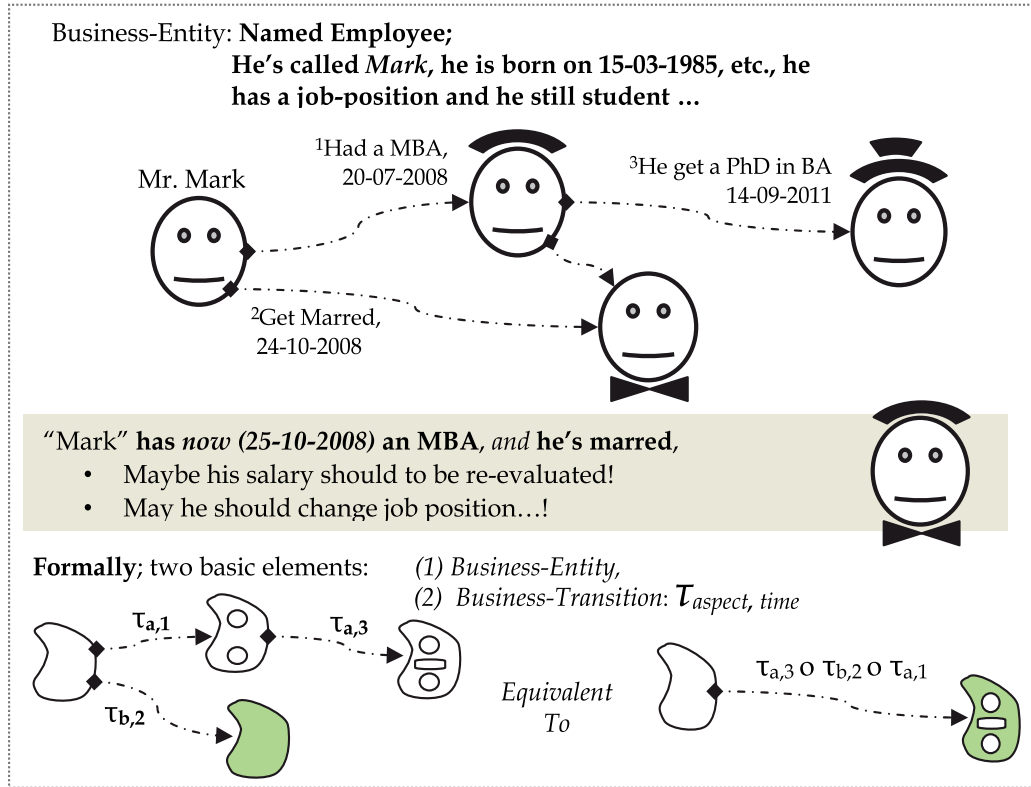 Business-Entity: Named Employee;
He's called Mark, he is born on 15-03-1985, etc., he
has a job-position and he still student …
¹Had a MBA,
20-07-2008
³He get a PhD in BA
14-09-2011
Mr. Mark
²Get Marred,
24-10-2008
“Mark” has now (25-10-2008) an MBA, and he's marred,
• Maybe his salary should to be re-evaluated!
• May he should change job position…!
Formally; two basic elements: (1) Business-Entity,
(2) Business-Transition: τaspect, time
τa,1
τa,3
τb,2
Equivalent
To
τa,3 o τb,2 o τa,1